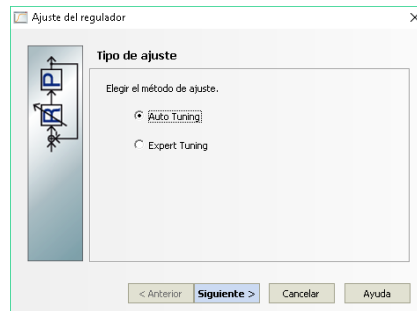 Ajuste del regulador
Tipo de ajuste
Elegir el método de ajuste.
Auto Tuning
Expert Tuning
P
R
< Anterior
Siguiente >
Cancelar
Ayuda